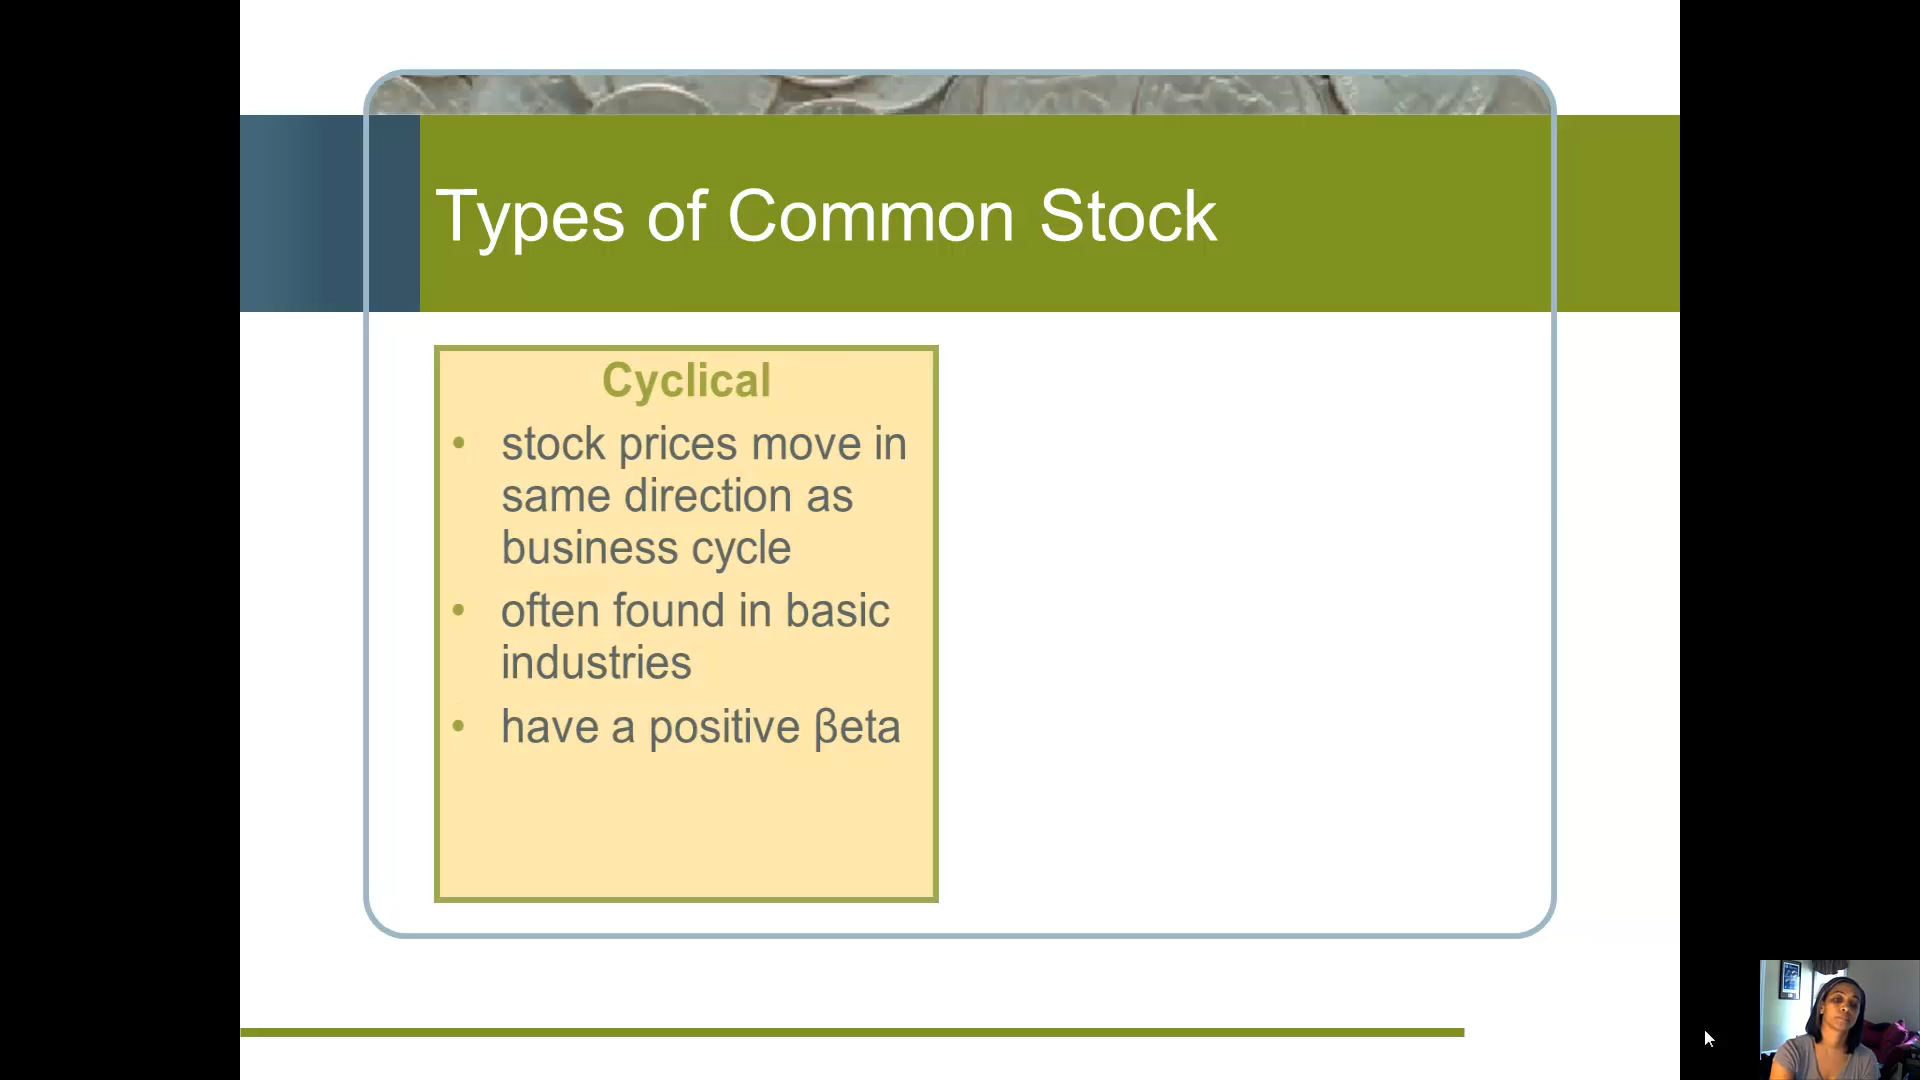 Types of Common Stock
Cyclical
• stock prices move in
same direction as
business cycle
• often found in basic
industries
• have a positive βeta